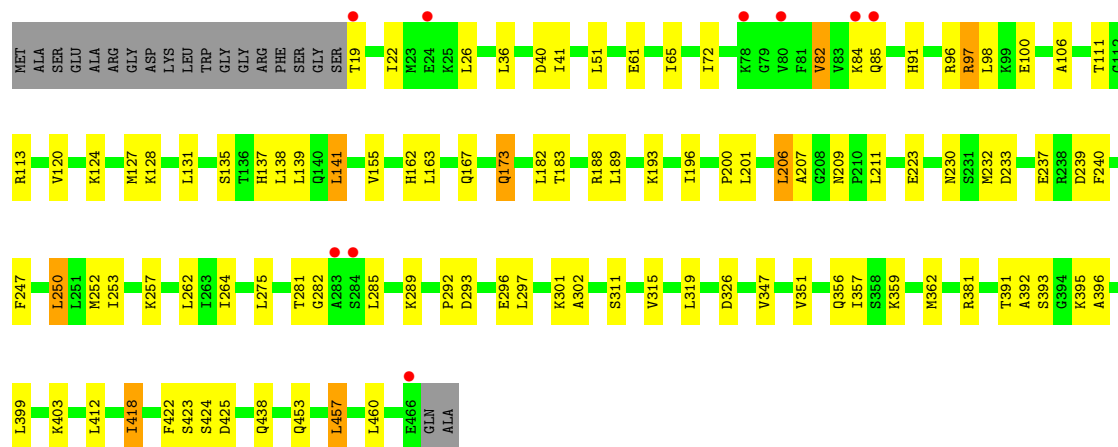 MET ALA SER GLU ALA ARG GLY ASP LYS LEU TRP GLY GLY ARG PHE SER GLY SER T19 I22 M23 E24 K25 L26 L36 D40 I41 L51 E61 I65 I72 K78 G79 V80 F81 V82 V83 K84 Q85 H91 R96 R97 L98 K99 E100 A106 T111 G112
R113 V120 K124 M127 K128 L131 S135 T136 H137 L138 L139 Q140 L141 V155 H162 L163 Q167 Q173 L182 T183 R188 L189 K193 I196 P200 L201 L206 A207 G208 N209 P210 L211 E223 N230 S231 M232 D233 E237 R238 D239 F240
F247 L250 L251 M252 I253 K257 L262 I263 I264 L275 T281 G282 A283 S284 L285 K289 P292 D293 E296 L297 K301 A302 S311 V315 L319 D326 V347 V351 Q356 I357 S358 K359 M362 R381 T391 A392 S393 G394 K395 A396
L399 K403 L412 I418 F422 S423 S424 D425 Q438 Q453 L457 L460 E466 GLN ALA